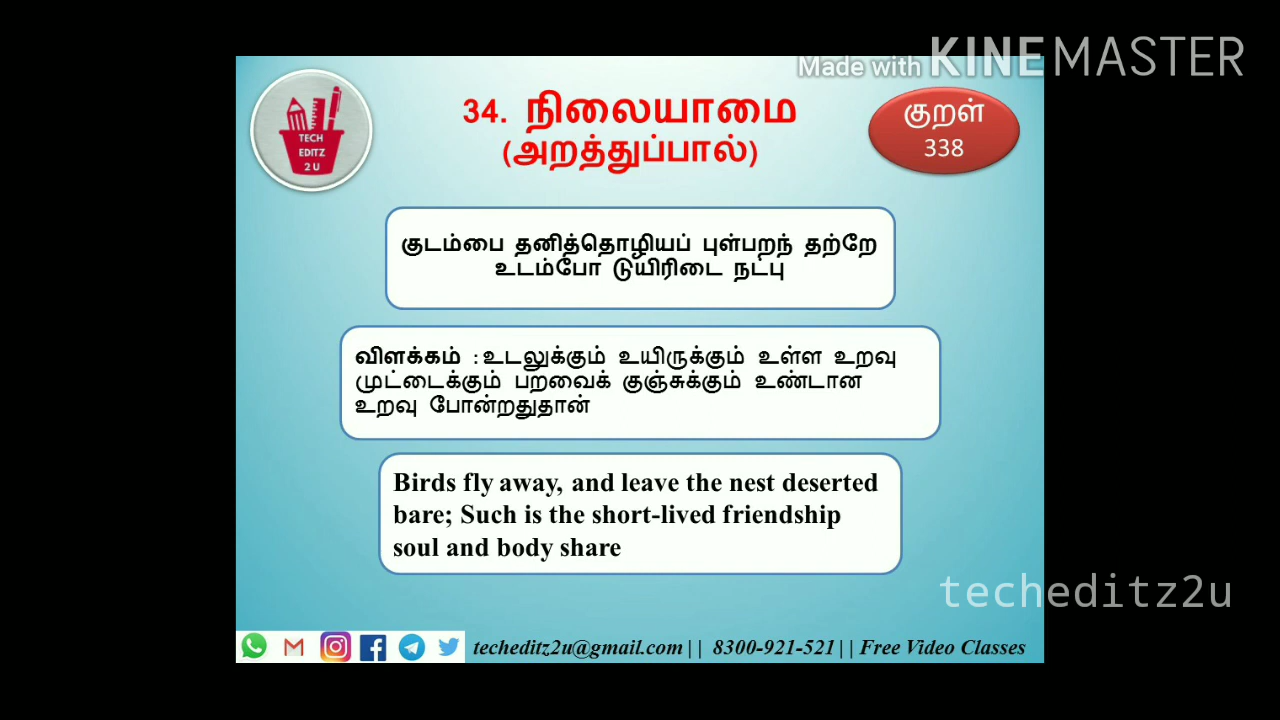 Made with KINEMASTER
TECH
EDITZ
2 U
34. நிலையாமை
(அறத்துப்பால்)
குறள்
338
குடம்பை தனித்தொழியப் புள்பறந் தற்றே
உடம்போ டுயிரிடை நட்பு
விளக்கம் :உடலுக்கும் உயிருக்கும் உள்ள உறவு
முட்டைக்கும் பறவைக் குஞ்சுக்கும் உண்டான
உறவு போன்றதுதான்
Birds fly away, and leave the nest deserted
bare; Such is the short-lived friendship
soul and body share
techeditz2u
techeditz2u@gmail.com || 8300-921-521 || Free Video Classes